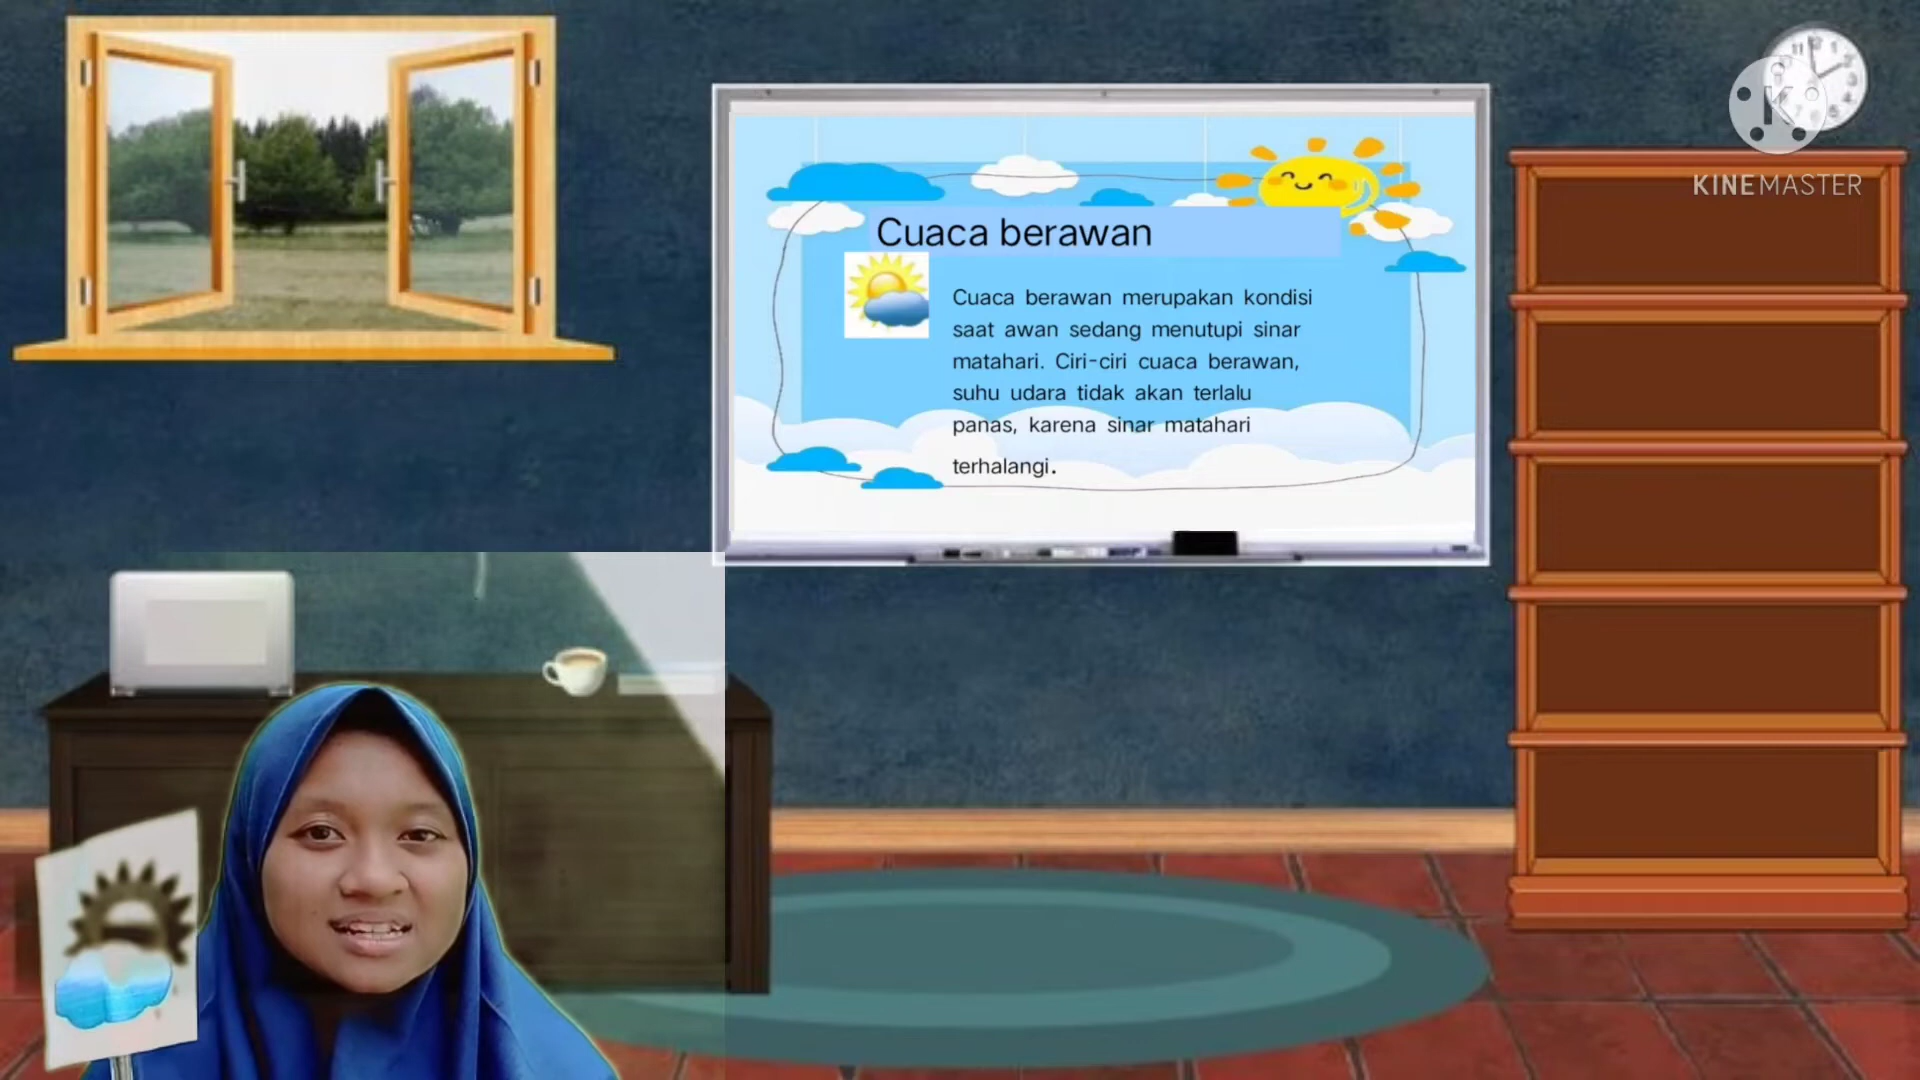 Cuaca berawan
Cuaca berawan merupakan kondisi
saat awan sedang menutupi sinar
matahari. Ciri-ciri cuaca berawan,
suhu udara tidak akan terlalu
panas, karena sinar matahari
terhalangi.
K
KINEMASTER